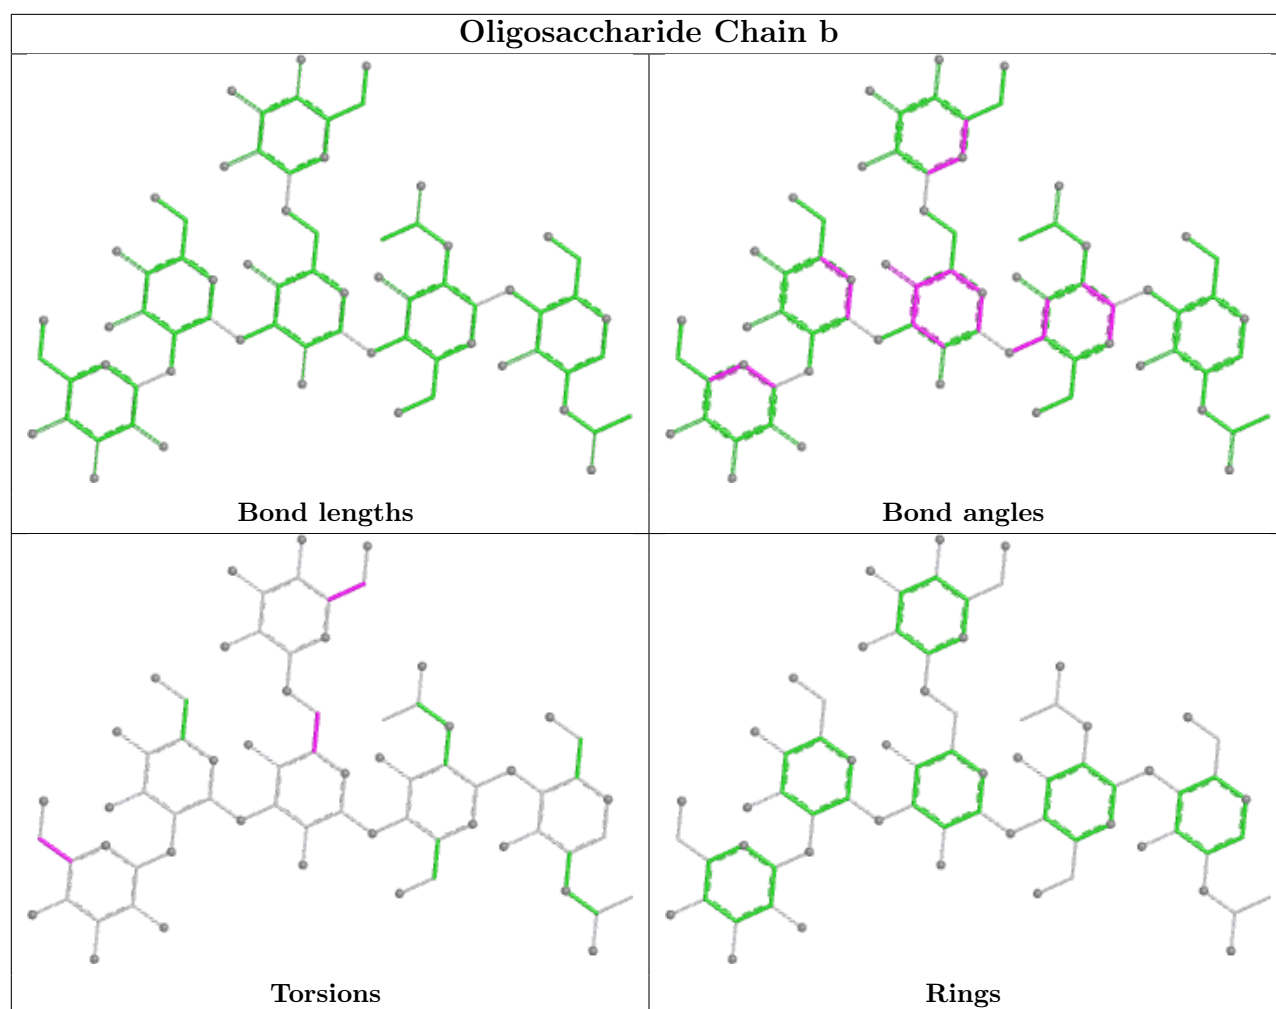 Oligosaccharide Chain b
Bond lengths
Bond angles
Torsions
Rings